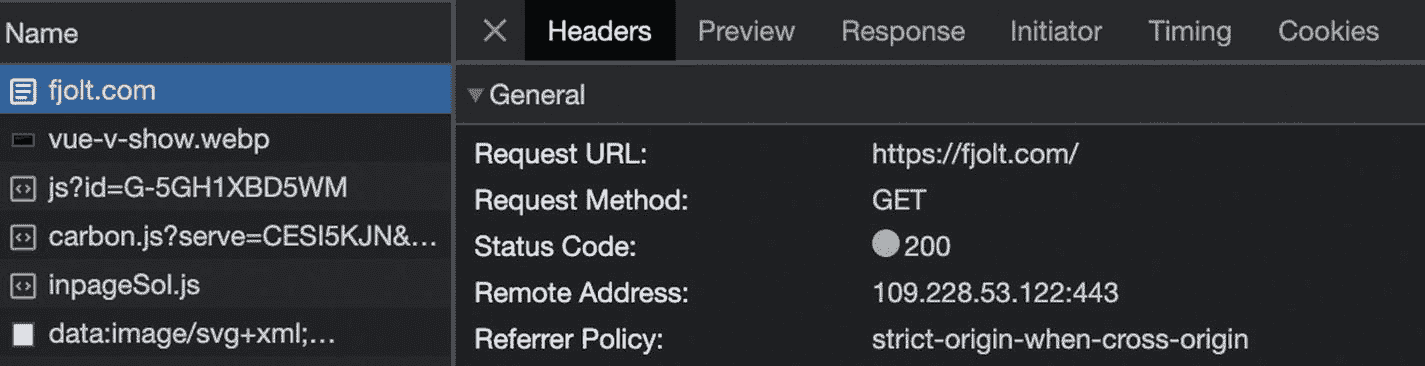 Name
fjolt.com
vue-v-show.webp
js?id=G-5GH1XBD5WM
carbon.js?serve=CESI5KJN&...
inpageSol.js
data:image/svg+xml;...
Headers Preview Response Initiator Timing Cookies
General
Request URL: https://fjolt.com/
Request Method: GET
Status Code: 200
Remote Address: 109.228.53.122:443
Referrer Policy: strict-origin-when-cross-origin